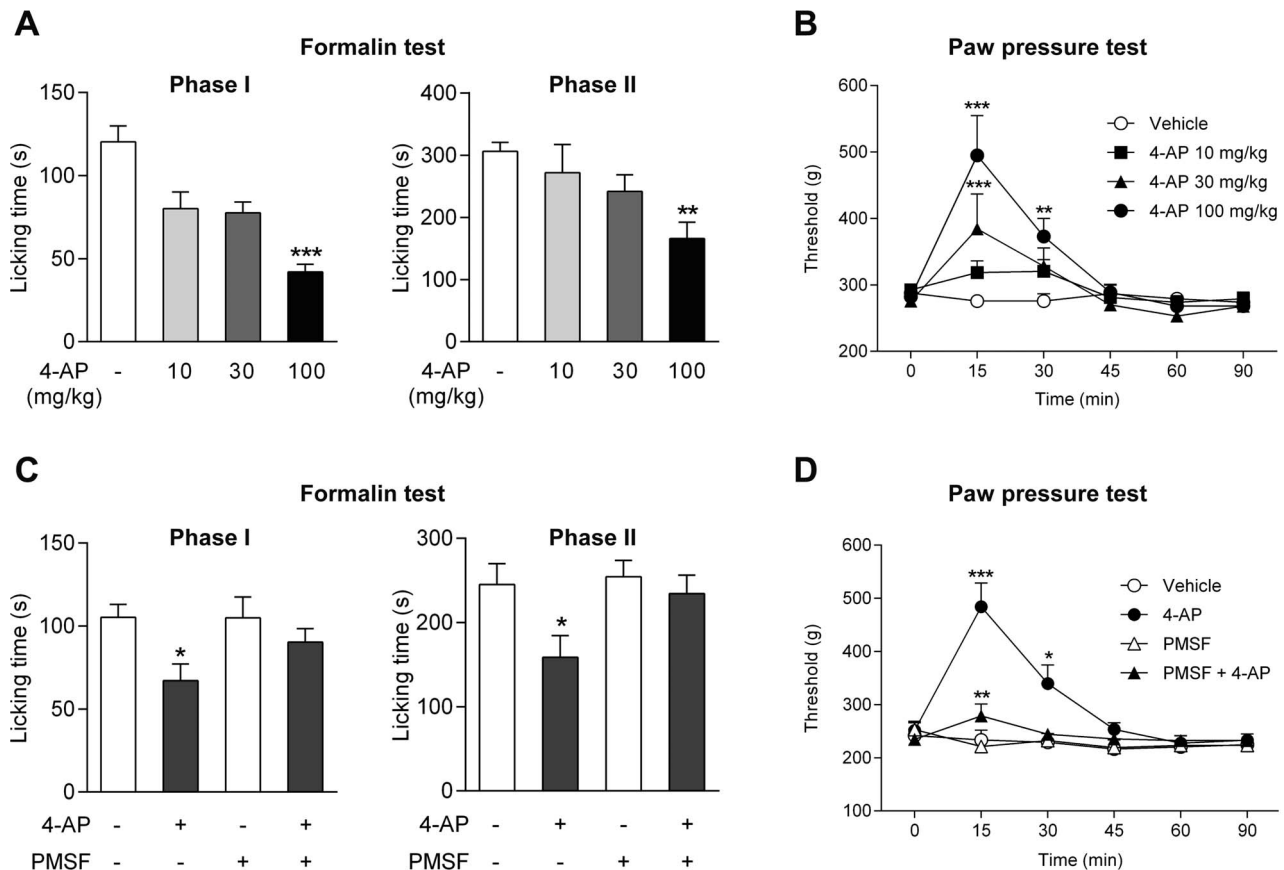 A
Formalin test
Phase I
Licking time (s)
150
100
50
0
***
4-AP
(mg/kg)
- 10 30 100
Phase II
Licking time (s)
400
300
200
100
0
**
4-AP
(mg/kg)
- 10 30 100
B
Paw pressure test
Threshold (g)
600
500
400
300
200
***
***
**
Vehicle
4-AP 10 mg/kg
4-AP 30 mg/kg
4-AP 100 mg/kg
0 15 30 45 60 90
Time (min)
C
Formalin test
Phase I
Licking time (s)
150
100
50
0
*
4-AP - + - +
PMSF - - + +
Phase II
Licking time (s)
300
200
100
0
*
4-AP - + - +
PMSF - - + +
D
Paw pressure test
Threshold (g)
600
500
400
300
200
100
***
*
**
Vehicle
4-AP
PMSF
PMSF + 4-AP
0 15 30 45 60 90
Time (min)